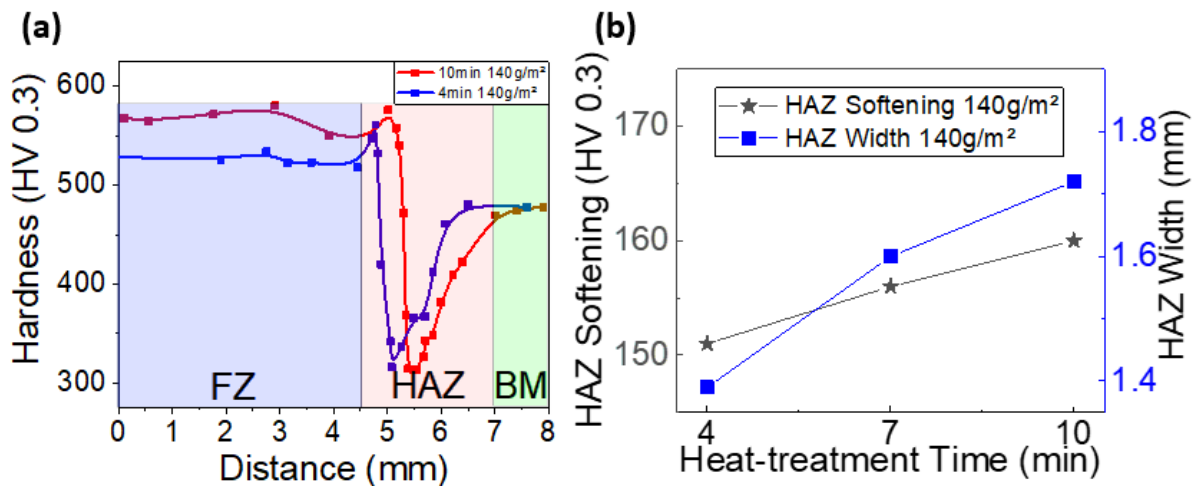 (a)
Hardness (HV 0.3)
600
500
400
300
10min 140g/m²
4min 140g/m²
FZ
HAZ
BM
0 1 2 3 4 5 6 7 8
Distance (mm)
(b)
HAZ Softening (HV 0.3)
170
160
150
HAZ Softening 140g/m²
HAZ Width 140g/m²
1.8
1.6
1.4
HAZ Width (mm)
4 7 10
Heat-treatment Time (min)